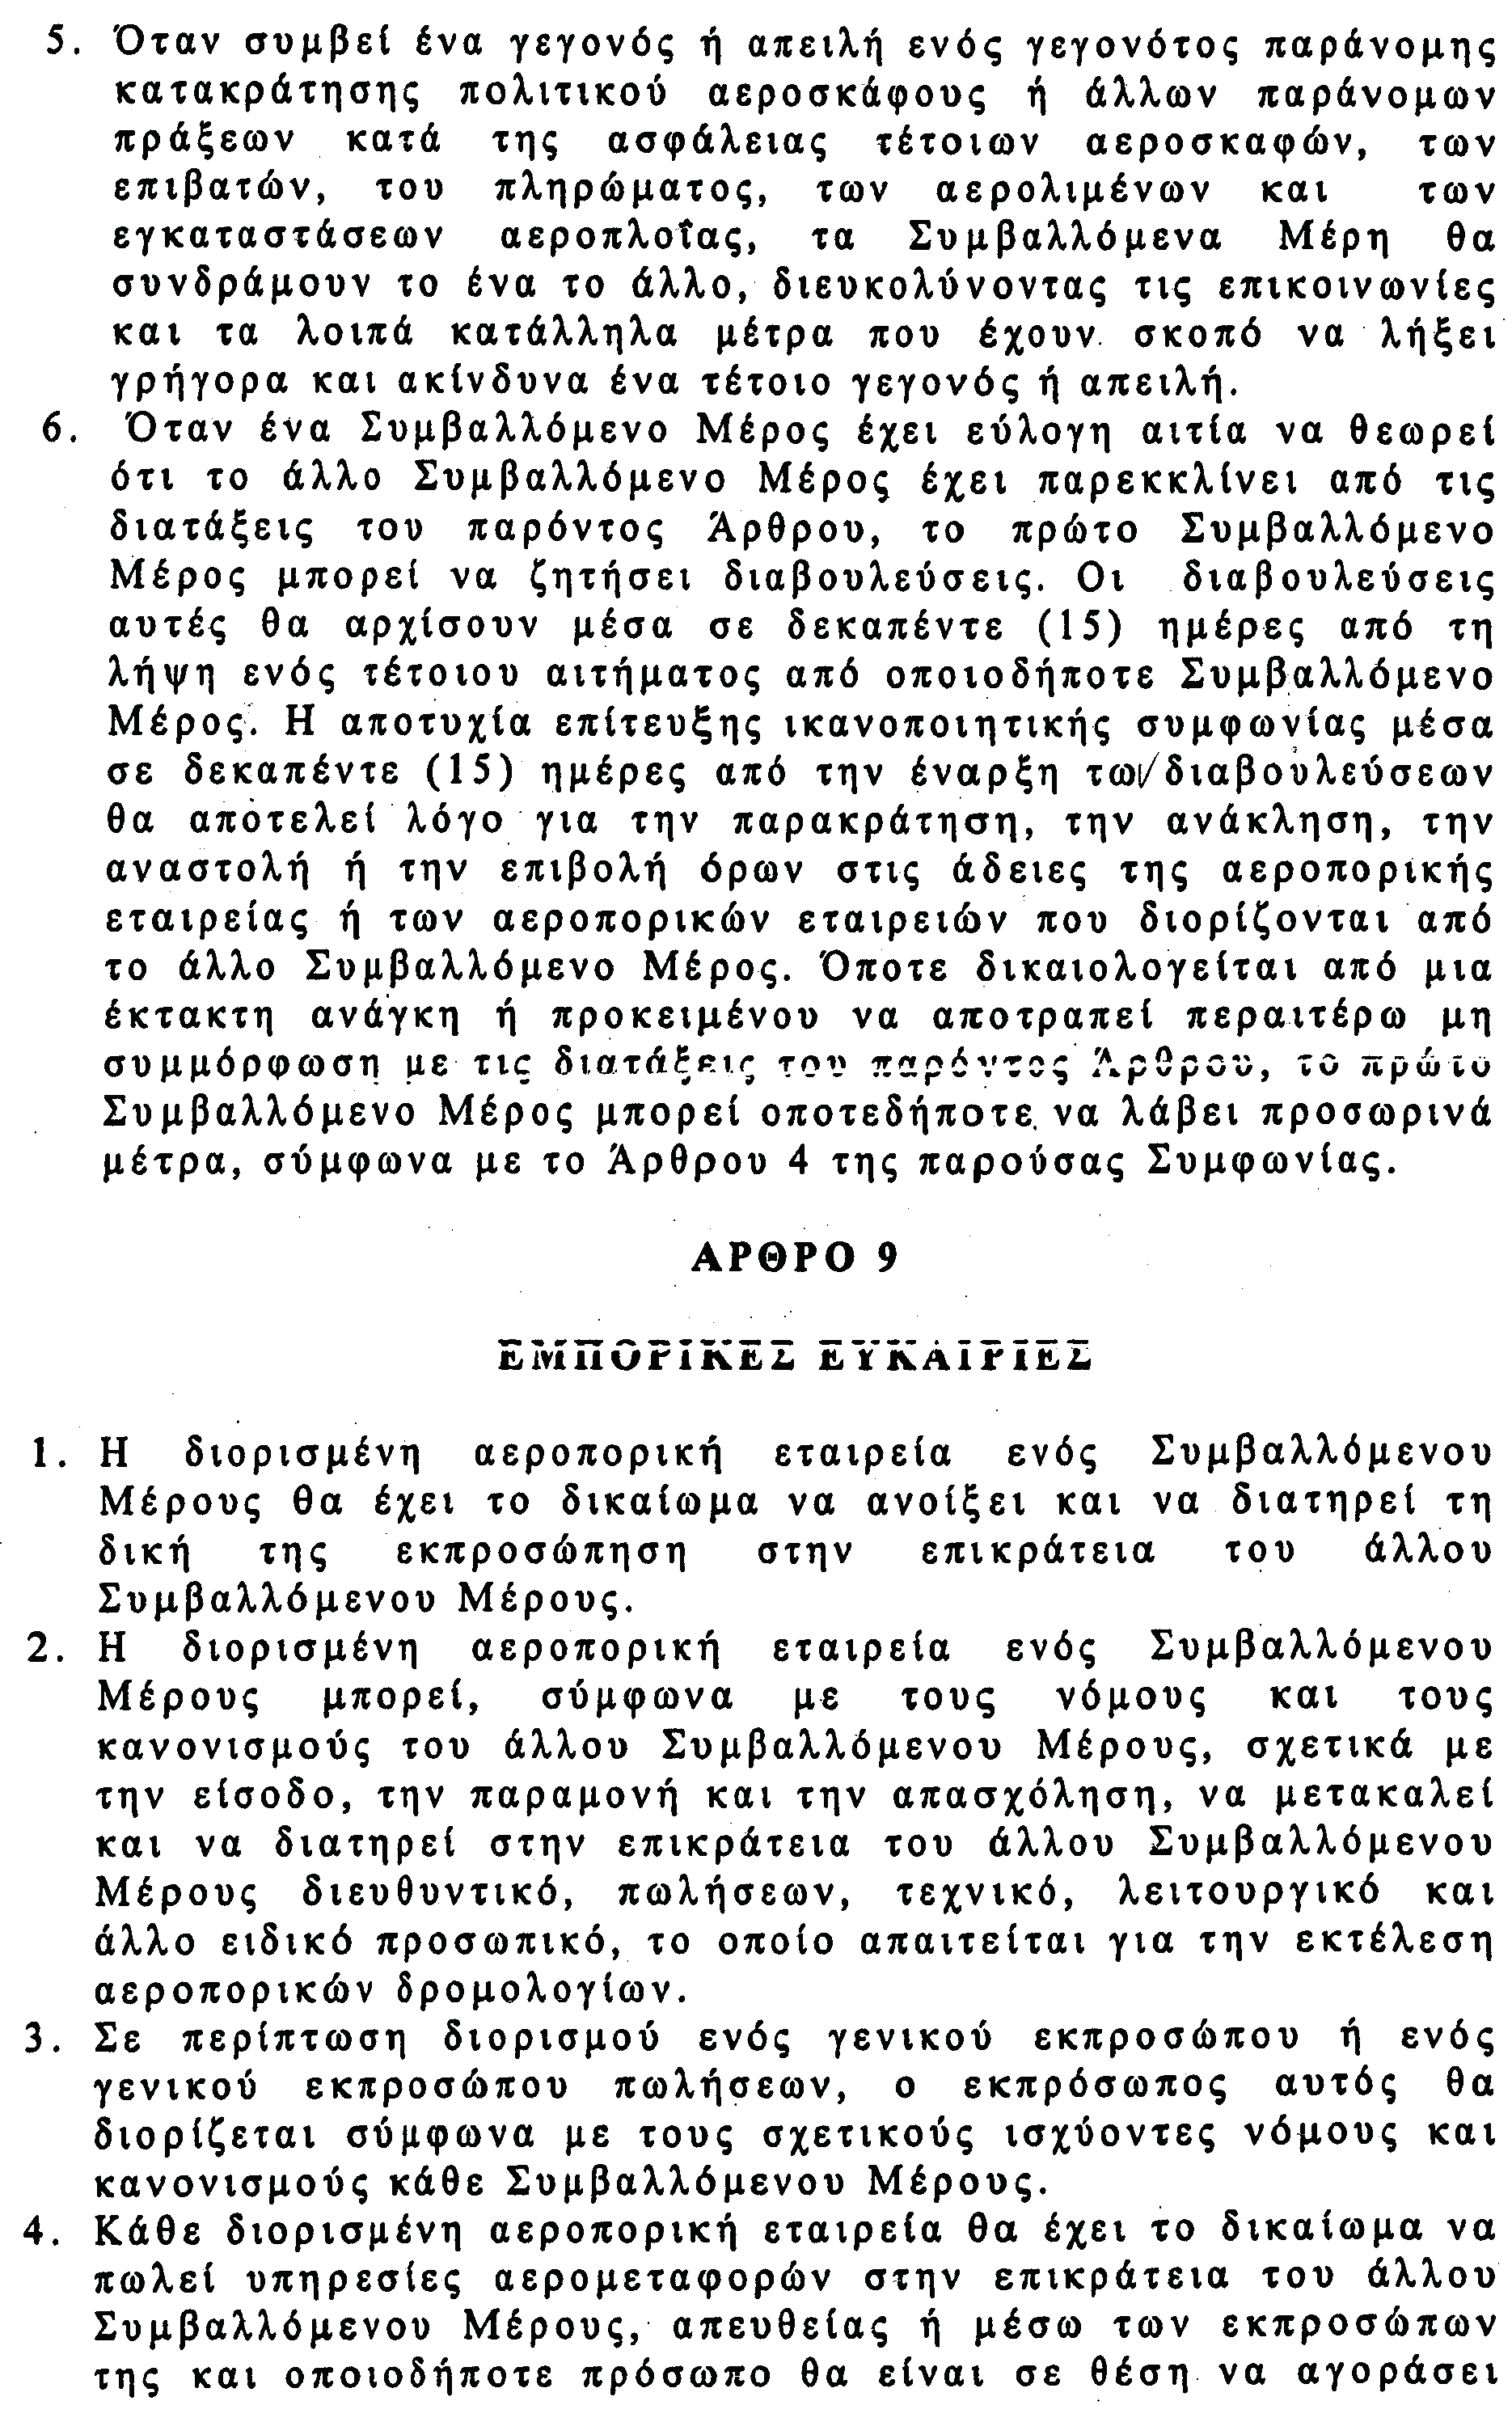 5. Όταν συμβεί ένα γεγονός ή απειλή ενός γεγονότος παράνομης
κατακράτησης πολιτικού αεροσκάφους ή άλλων παράνομων
πράξεων κατά της ασφάλειας τέτοιων αεροσκαφών, των
επιβατών, του πληρώματος, των αερολιμένων και των
εγκαταστάσεων αεροπλοΐας, τα Συμβαλλόμενα Μέρη θα
συνδράμουν το ένα το άλλο, διευκολύνοντας τις επικοινωνίες
και τα λοιπά κατάλληλα μέτρα που έχουν σκοπό να λήξει
γρήγορα και ακίνδυνα ένα τέτοιο γεγονός ή απειλή.
6. Όταν ένα Συμβαλλόμενο Μέρος έχει εύλογη αιτία να θεωρεί
ότι το άλλο Συμβαλλόμενο Μέρος έχει παρεκκλίνει από τις
διατάξεις του παρόντος Άρθρου, το πρώτο Συμβαλλόμενο
Μέρος μπορεί να ζητήσει διαβουλεύσεις. Οι διαβουλεύσεις
αυτές θα αρχίσουν μέσα σε δεκαπέντε (15) ημέρες από τη
λήψη ενός τέτοιου αιτήματος από οποιοδήποτε Συμβαλλόμενο
Μέρος. Η αποτυχία επίτευξης ικανοποιητικής συμφωνίας μέσα
σε δεκαπέντε (15) ημέρες από την έναρξη των διαβουλεύσεων
θα αποτελεί λόγο για την παρακράτηση, την ανάκληση, την
αναστολή ή την επιβολή όρων στις άδειες της αεροπορικής
εταιρείας ή των αεροπορικών εταιρειών που διορίζονται από
το άλλο Συμβαλλόμενο Μέρος. Όποτε δικαιολογείται από μια
έκτακτη ανάγκη ή προκειμένου να αποτραπεί περαιτέρω μη
συμμόρφωση με τις διατάξεις του παρόντος Άρθρου, το πρώτο
Συμβαλλόμενο Μέρος μπορεί οποτεδήποτε να λάβει προσωρινά
μέτρα, σύμφωνα με το Άρθρου 4 της παρούσας Συμφωνίας.
ΑΡΘΡΟ 9
ΕΜΠΟΡΙΚΕΣ ΕΥΚΑΙΡΙΕΣ
1. Η διορισμένη αεροπορική εταιρεία ενός Συμβαλλόμενου
Μέρους θα έχει το δικαίωμα να ανοίξει και να διατηρεί τη
δική της εκπροσώπηση στην επικράτεια του άλλου
Συμβαλλόμενου Μέρους.
2. Η διορισμένη αεροπορική εταιρεία ενός Συμβαλλόμενου
Μέρους μπορεί, σύμφωνα με τους νόμους και τους
κανονισμούς του άλλου Συμβαλλόμενου Μέρους, σχετικά με
την είσοδο, την παραμονή και την απασχόληση, να μετακαλεί
και να διατηρεί στην επικράτεια του άλλου Συμβαλλόμενου
Μέρους διευθυντικό, πωλήσεων, τεχνικό, λειτουργικό και
άλλο ειδικό προσωπικό, το οποίο απαιτείται για την εκτέλεση
αεροπορικών δρομολογίων.
3. Σε περίπτωση διορισμού ενός γενικού εκπροσώπου ή ενός
γενικού εκπροσώπου πωλήσεων, ο εκπρόσωπος αυτός θα
διορίζεται σύμφωνα με τους σχετικούς ισχύοντες νόμους και
κανονισμούς κάθε Συμβαλλόμενου Μέρους.
4. Κάθε διορισμένη αεροπορική εταιρεία θα έχει το δικαίωμα να
πωλεί υπηρεσίες αερομεταφορών στην επικράτεια του άλλου
Συμβαλλόμενου Μέρους, απευθείας ή μέσω των εκπροσώπων
της και οποιοδήποτε πρόσωπο θα είναι σε θέση να αγοράσει